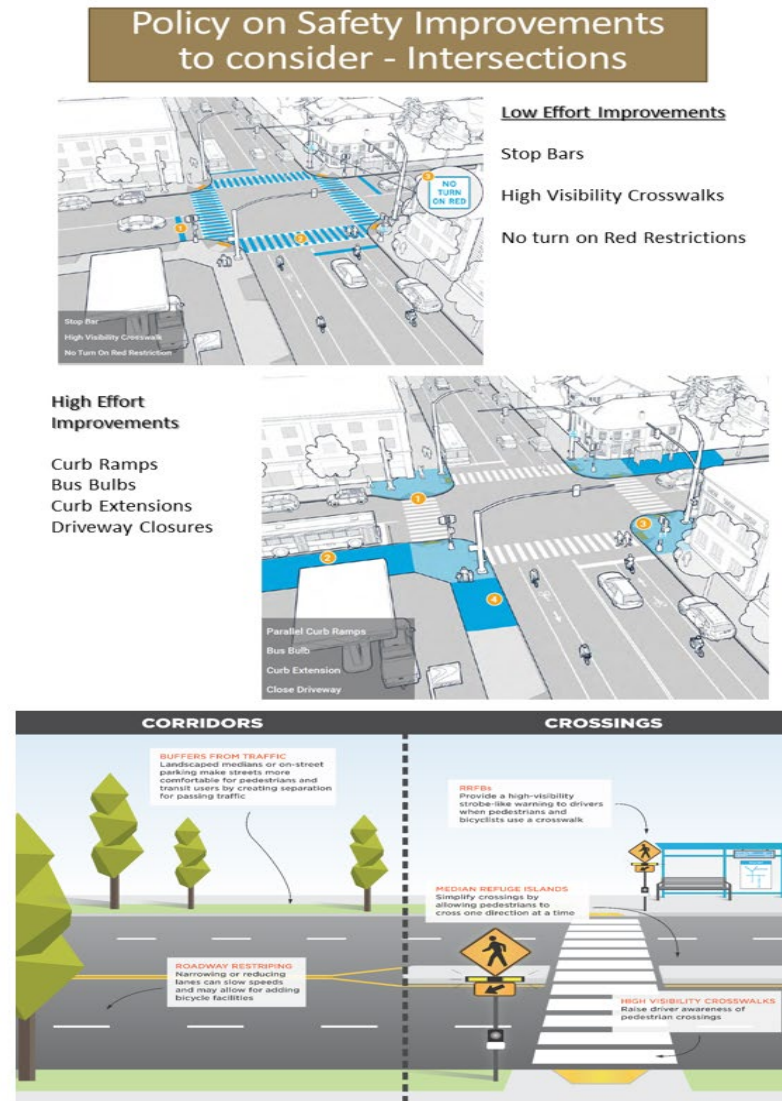 Policy on Safety Improvements
to consider - Intersections
Low Effort Improvements
Stop Bars
High Visibility Crosswalks
No turn on Red Restrictions
3
NO
TURN
ON RED
1
2
Stop Bar
High Visibility Crosswalk
No Turn On Red Restriction
High Effort
Improvements
Curb Ramps
Bus Bulbs
Curb Extensions
Driveway Closures
1
2
3
4
Parallel Curb Ramps
Bus Bulb
Curb Extension
Close Driveway
CORRIDORS
BUFFERS FROM TRAFFIC
Landscaped medians or on-street
parking make streets more
comfortable for pedestrians and
transit users by creating separation
for passing traffic
ROADWAY RESTRIPING
Narrowing or reducing
lanes can slow speeds
and may allow for adding
bicycle facilities
CROSSINGS
RRFBs
Provide a high-visibility
strobe-like warning to drivers
when pedestrians and
bicyclists use a crosswalk
MEDIAN REFUGE ISLANDS
Simplify crossings by
allowing pedestrians to
cross one direction at a time
HIGH VISIBILITY CROSSWALKS
Raise driver awareness of
pedestrian crossings